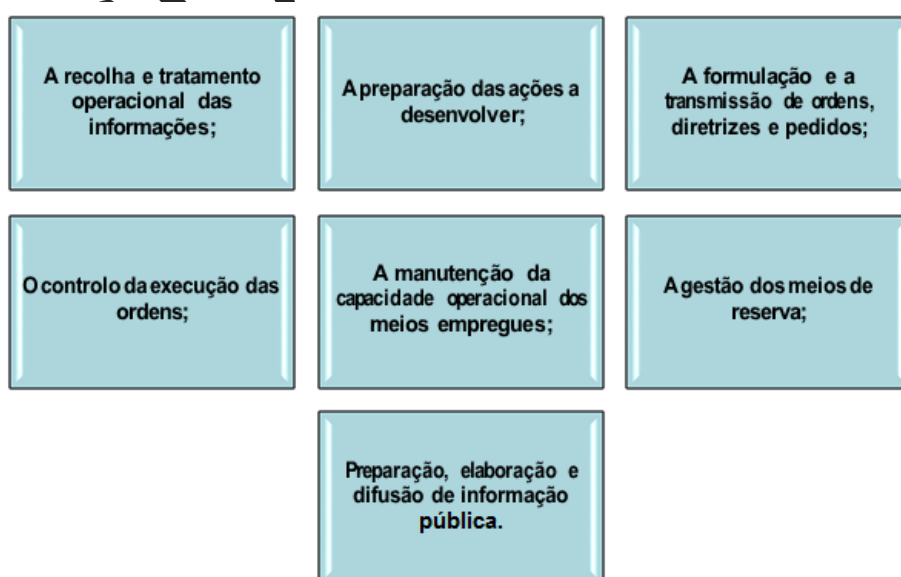 A recolha e tratamento
operacional das
informações;
A preparação das ações a
desenvolver;
A formulação e a
transmissão de ordens,
diretrizes e pedidos;
O controlo da execução das
ordens;
A manutenção da
capacidade operacional dos
meios empregues;
A gestão dos meios de
reserva;
Preparação, elaboração e
difusão de informação
pública.